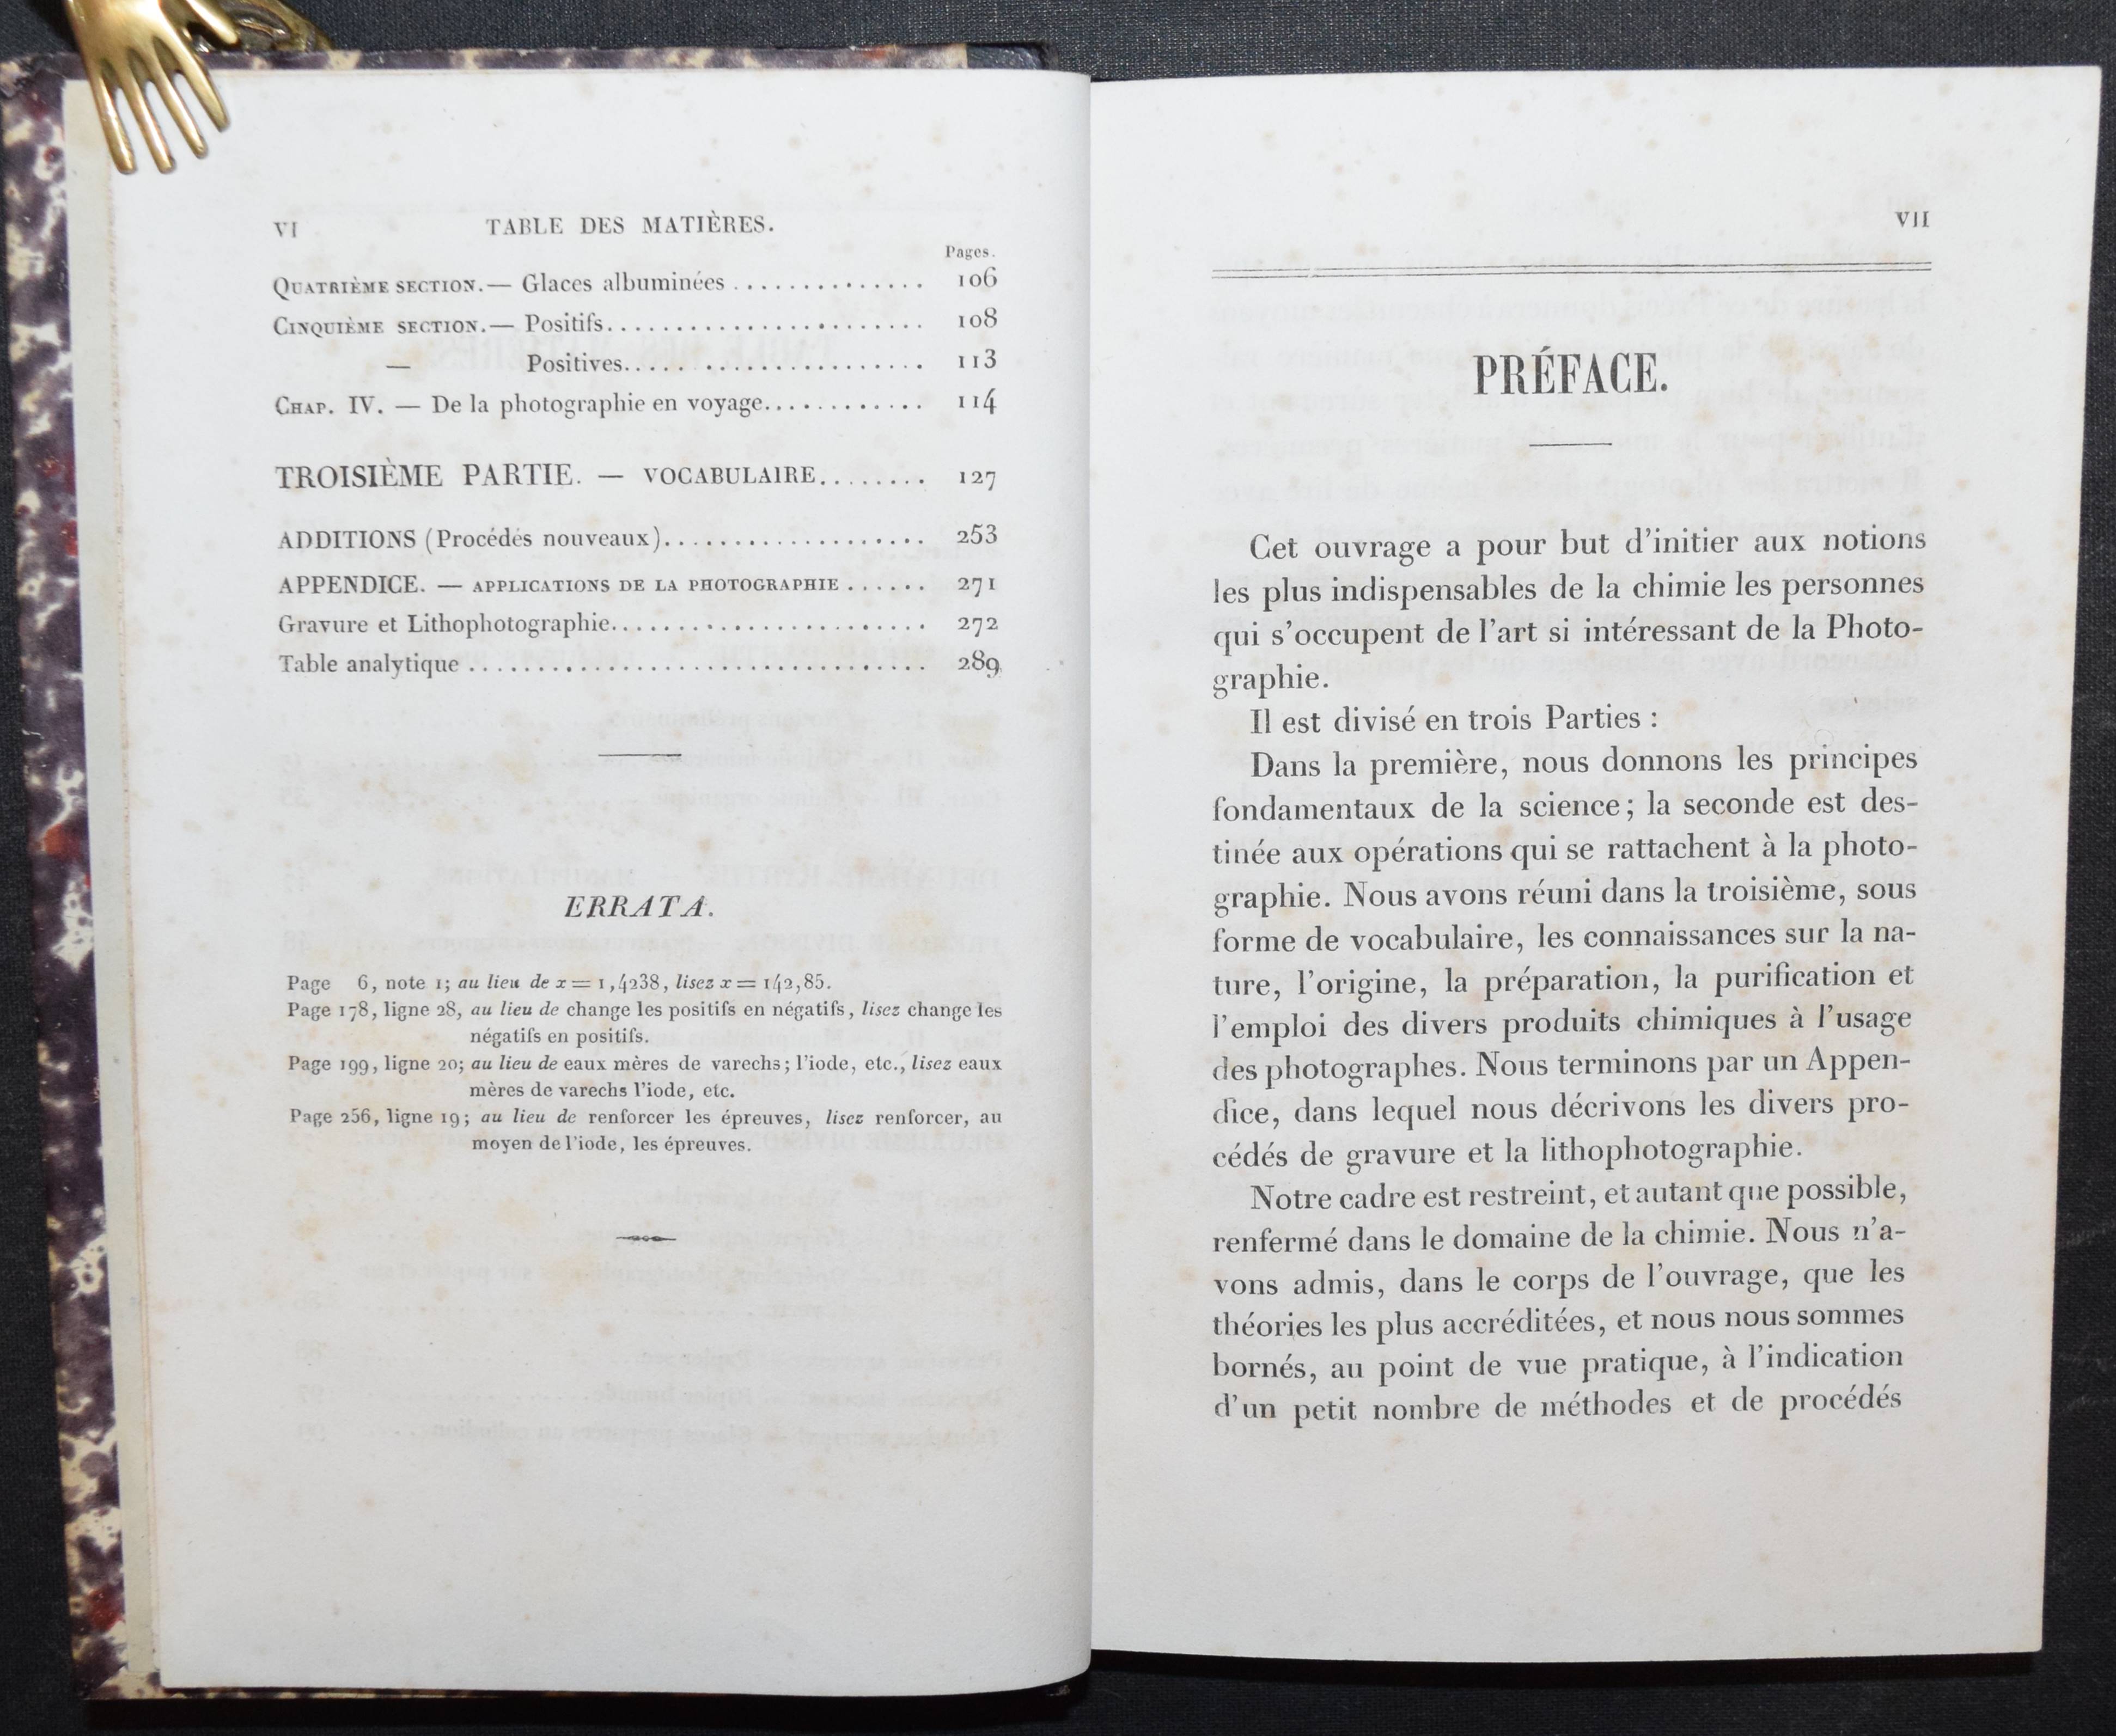 VI TABLE DES MATIÈRES.
Pages.
QUATRIÈME SECTION.— Glaces albuminées .............. 106
CINQUIÈME SECTION.— Positifs....................... 108
— Positives..................... 113
CHAP. IV. — De la photographie en voyage............ 114
TROISIÈME PARTIE. — VOCABULAIRE........ 127
ADDITIONS (Procédés nouveaux)................... 253
APPENDICE. — APPLICATIONS DE LA PHOTOGRAPHIE ...... 271
Gravure et Lithophotographie........................ 272
Table analytique ................................. 289
ERRATA.
Page 6, note 1; au lieu de x = 1,4238, lisez x = 142,85.
Page 178, ligne 28, au lieu de change les positifs en négatifs, lisez change les
négatifs en positifs.
Page 199, ligne 20; au lieu de eaux mères de varechs; l'iode, etc., lisez eaux
mères de varechs l'iode, etc.
Page 256, ligne 19; au lieu de renforcer les épreuves, lisez renforcer, au
moyen de l'iode, les épreuves.
VII
PRÉFACE.
Cet ouvrage a pour but d'initier aux notions
les plus indispensables de la chimie les personnes
qui s'occupent de l'art si intéressant de la Photo-
graphie.
Il est divisé en trois Parties :
Dans la première, nous donnons les principes
fondamentaux de la science; la seconde est des-
tinée aux opérations qui se rattachent à la photo-
graphie. Nous avons réuni dans la troisième, sous
forme de vocabulaire, les connaissances sur la na-
ture, l'origine, la préparation, la purification et
l'emploi des divers produits chimiques à l'usage
des photographes. Nous terminons par un Appen-
dice, dans lequel nous décrivons les divers pro-
cédés de gravure et la lithophotographie.
Notre cadre est restreint, et autant que possible,
renfermé dans le domaine de la chimie. Nous n'a-
vons admis, dans le corps de l'ouvrage, que les
théories les plus accréditées, et nous nous sommes
bornés, au point de vue pratique, à l'indication
d'un petit nombre de méthodes et de procédés